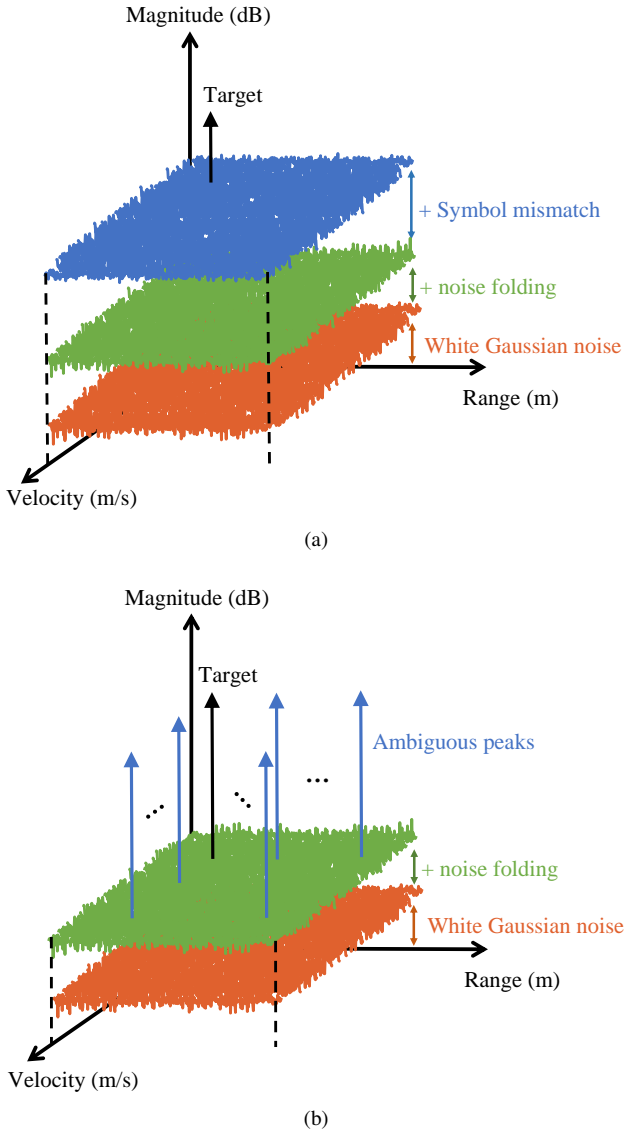 Magnitude (dB)
Target
+ Symbol mismatch
+ noise folding
White Gaussian noise
Range (m)
Velocity (m/s)
(a)
Magnitude (dB)
Target
Ambiguous peaks
+ noise folding
White Gaussian noise
Range (m)
Velocity (m/s)
(b)